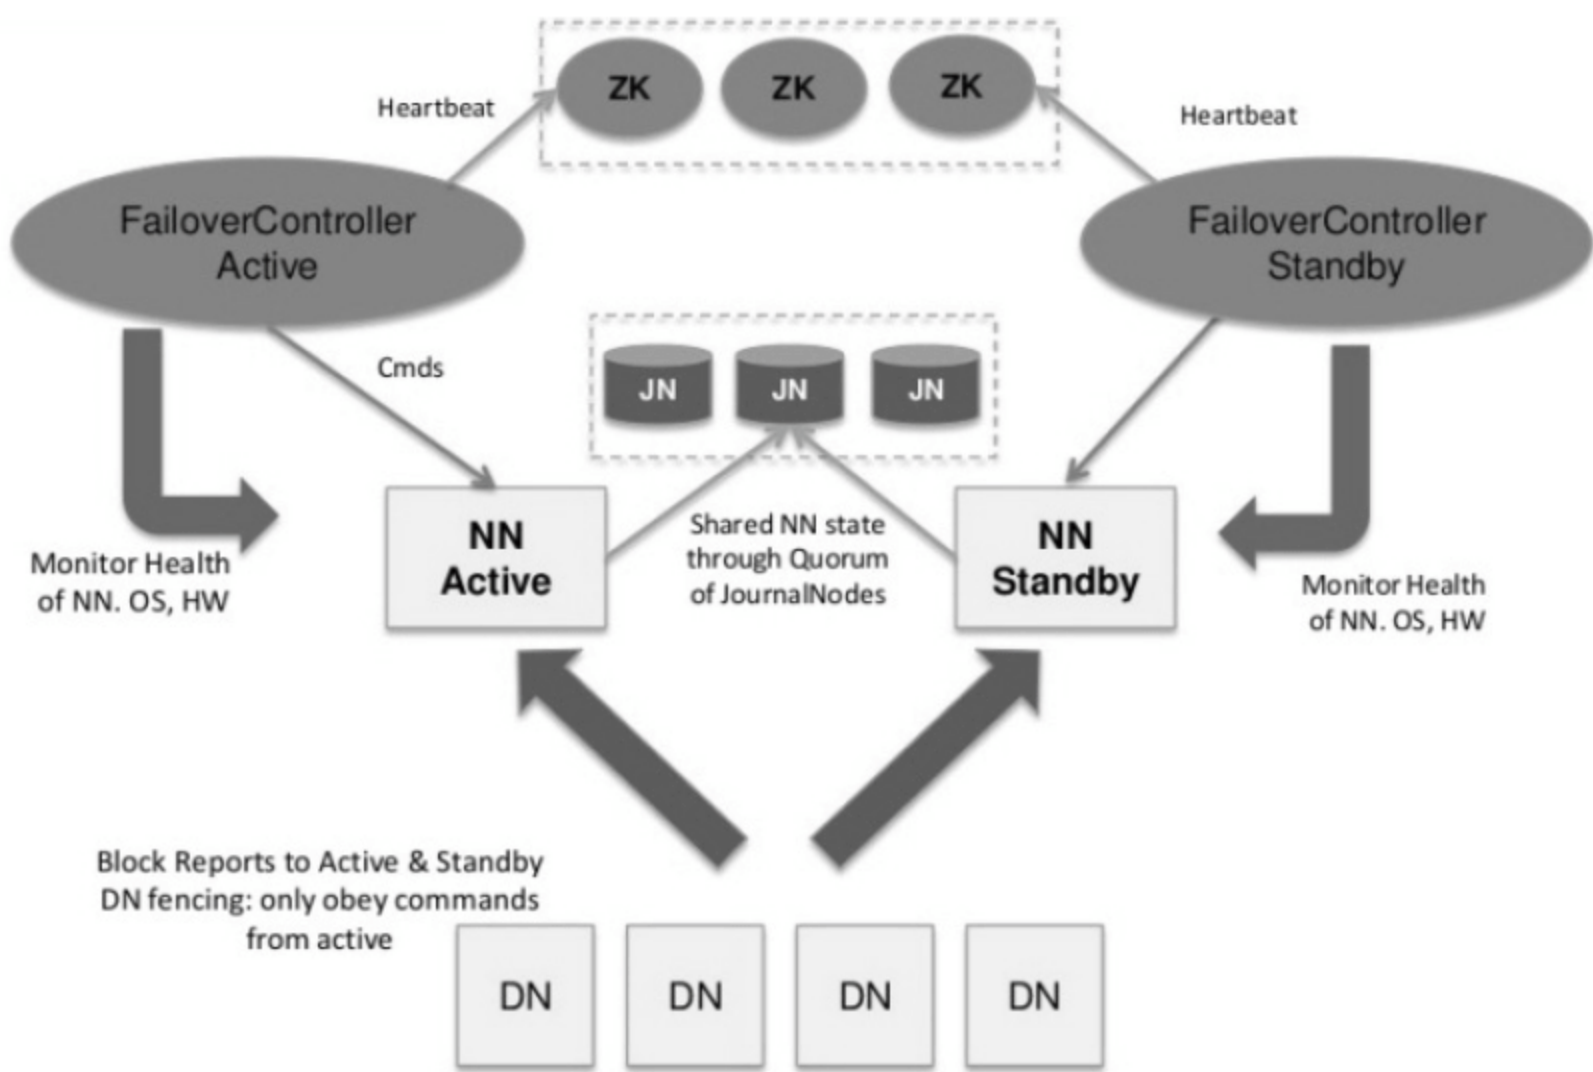 ZK
ZK
ZK
Heartbeat
Heartbeat
FailoverController
Active
FailoverController
Standby
Cmds
JN
JN
JN
NN
Active
Shared NN state
through Quorum
of JournalNodes
NN
Standby
Monitor Health
of NN. OS, HW
Monitor Health
of NN. OS, HW
Block Reports to Active & Standby
DN fencing: only obey commands
from active
DN
DN
DN
DN